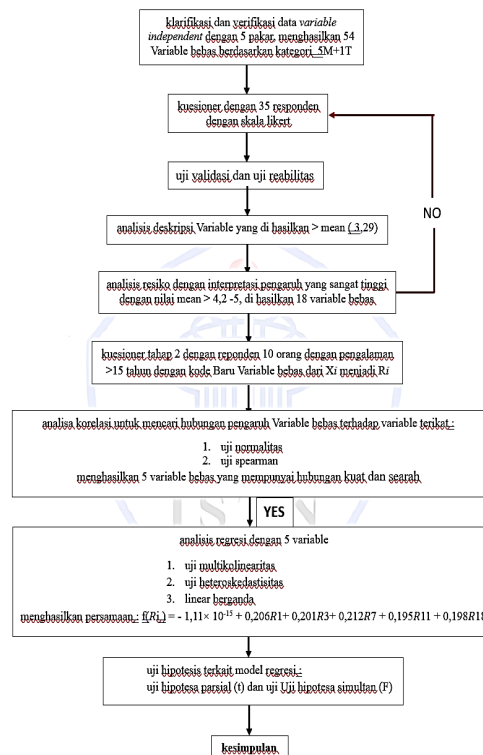 klarifikasi dan verifikasi data variable
independent dengan 5 pakar, menghasilkan 54
Variable bebas berdasarkan kategori 5M+1T
kuesioner dengan 35 responden
dengan skala likert
uji validasi dan uji reabilitas
NO
analisis deskripsi Variable yang di hasilkan > mean ( 3,29)
analisis resiko dengan interpretasi pengaruh yang sangat tinggi
dengan nilai mean > 4,2 -5, di hasilkan 18 variable bebas
kuesioner tahap 2 dengan reponden 10 orang dengan pengalaman
>15 tahun dengan kode Baru Variable bebas dari Xi menjadi Ri
analisa korelasi untuk mencari hubungan pengaruh Variable bebas terhadap variable terikat :
1. uji normalitas
2. uji spearman
menghasilkan 5 variable bebas yang mempunyai hubungan kuat dan searah
ISTN
YES
analisis regresi dengan 5 variable
1. uji multikolinearitas
2. uji heteroskedastisitas
3. linear berganda
menghasilkan persamaan : f(Ri ) = - 1,11× 10⁻¹⁵ + 0,206R1+ 0,201R3+ 0,212R7 + 0,195R11 + 0,198R18
uji hipotesis terkait model regresi :
uji hipotesa parsial (t) dan uji Uji hipotesa simultan (F)
kesimpulan